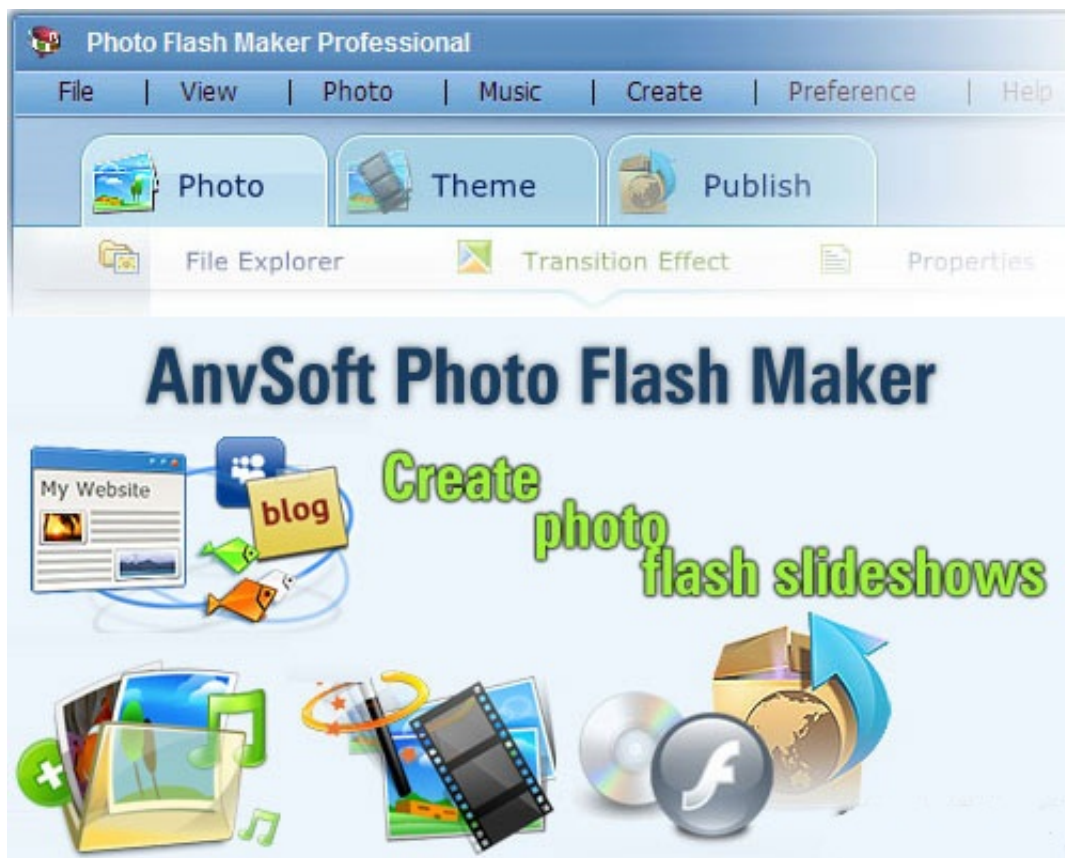 Photo Flash Maker Professional
File | View | Photo | Music | Create | Preference | Help
Photo Theme Publish
File Explorer Transition Effect Properties
AnvSoft Photo Flash Maker
My Website
blog
Create
photo
flash slideshows